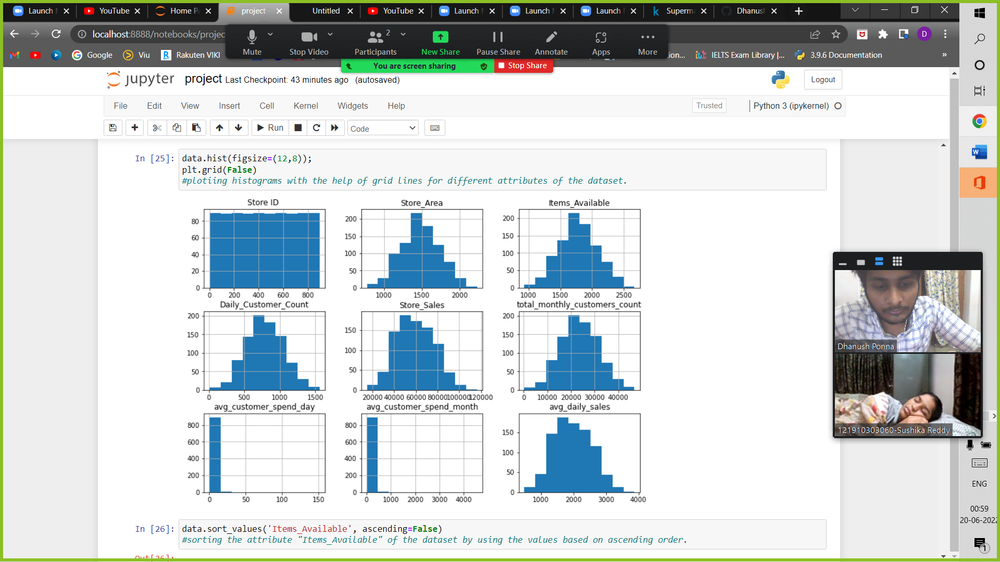 Launch
YouTube
Home P
project
Untitled
YouTube
Launch
Launch
Launch
Superma
Dhanush
localhost:8888/notebooks/projec
Mute
Stop Video
2
Participants
New Share
Pause Share
Annotate
Apps
More
D
Google
Viu
Rakuten VIKI
ion...
IELTS Exam Library |...
3.9.6 Documentation
»
You are screen sharing
Stop Share
jupyter project Last Checkpoint: 43 minutes ago (autosaved)
Logout
File Edit View Insert Cell Kernel Widgets Help
Trusted
Python 3 (ipykernel)
Run
Code
In [25]:
data.hist(figsize=(12,8));
plt.grid(False)
#plotiing histograms with the help of grid lines for different attributes of the dataset.
Store ID
80
60
40
20
0
0 200 400 600 800
Store_Area
200
150
100
50
0
1000 1500 2000
Items_Available
200
150
100
50
0
1000 1500 2000 2500
Daily_Customer_Count
200
150
100
50
0
0 500 1000 1500
Store_Sales
150
100
50
0
20000 40000 60000 80000 100000 120000
total_monthly_customers_count
200
150
100
50
0
0 10000 20000 30000 40000
avg_customer_spend_day
800
600
400
200
0
0 50 100 150
avg_customer_spend_month
800
600
400
200
0
0 1000 2000 3000 4000
avg_daily_sales
150
100
50
0
1000 2000 3000 4000
In [26]:
data.sort_values('Items_Available', ascending=False)
#sorting the attribute "Items_Available" of the dataset by using the values based on ascending order.
Out[26]:
Dhanush Ponna
121910303060-Sushika Reddy
W
ENG
00:59
20-06-2022
1